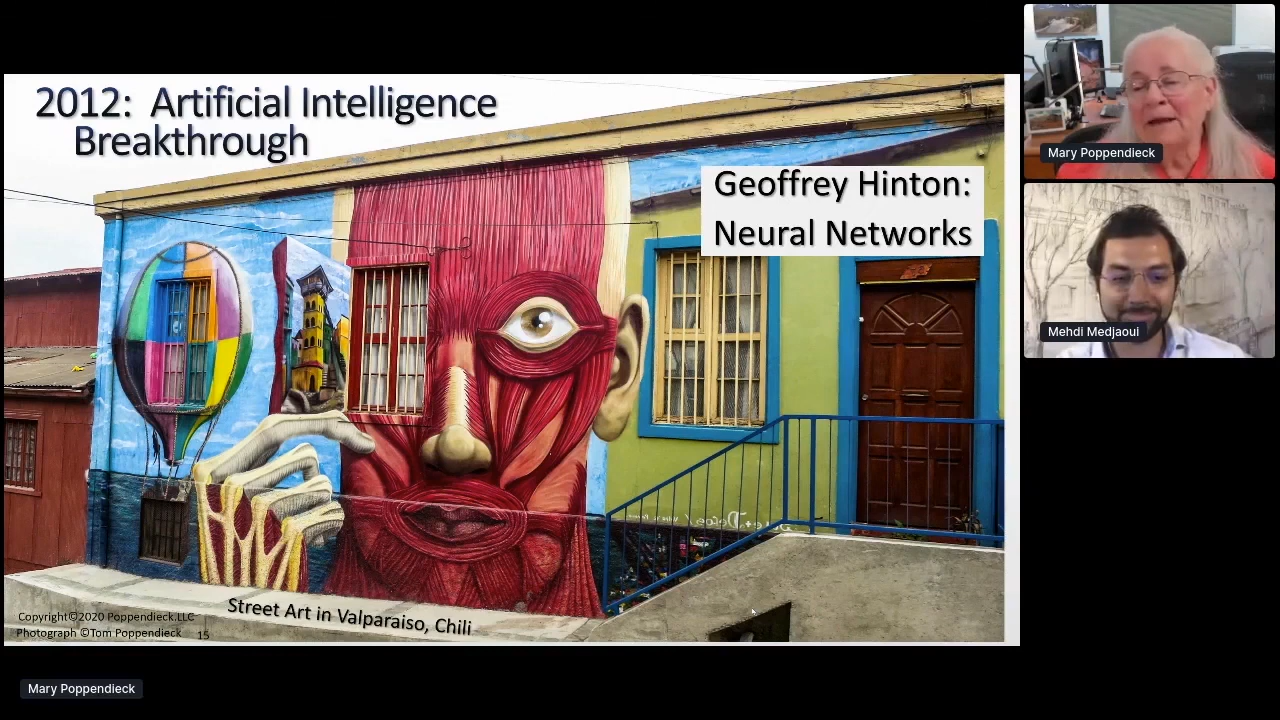 2012: Artificial Intelligence
Breakthrough
Geoffrey Hinton:
Neural Networks
Street Art in Valparaiso, Chili
Copyright©2020 Poppendieck.LLC
Photograph ©Tom Poppendieck 15
Mary Poppendieck
Mehdi Medjaoui
Mary Poppendieck